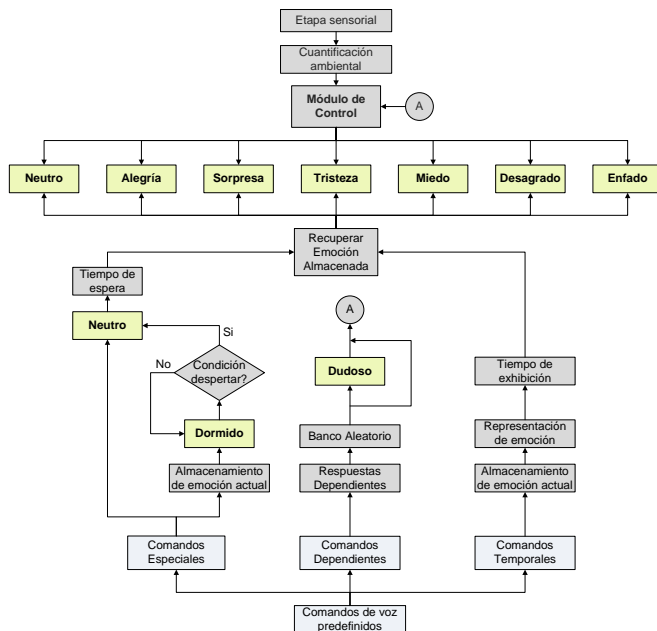 Etapa sensorial
Cuantificación
ambiental
Módulo de
Control
A
Neutro
Alegría
Sorpresa
Tristeza
Miedo
Desagrado
Enfado
Recuperar
Emoción
Almacenada
Tiempo de
espera
Neutro
Si
No
Condición
despertar?
Dormido
Almacenamiento
de emoción actual
A
Dudoso
Banco Aleatorio
Respuestas
Dependientes
Tiempo de
exhibición
Representación
de emoción
Almacenamiento
de emoción actual
Comandos
Especiales
Comandos
Dependientes
Comandos
Temporales
Comandos de voz
predefinidos